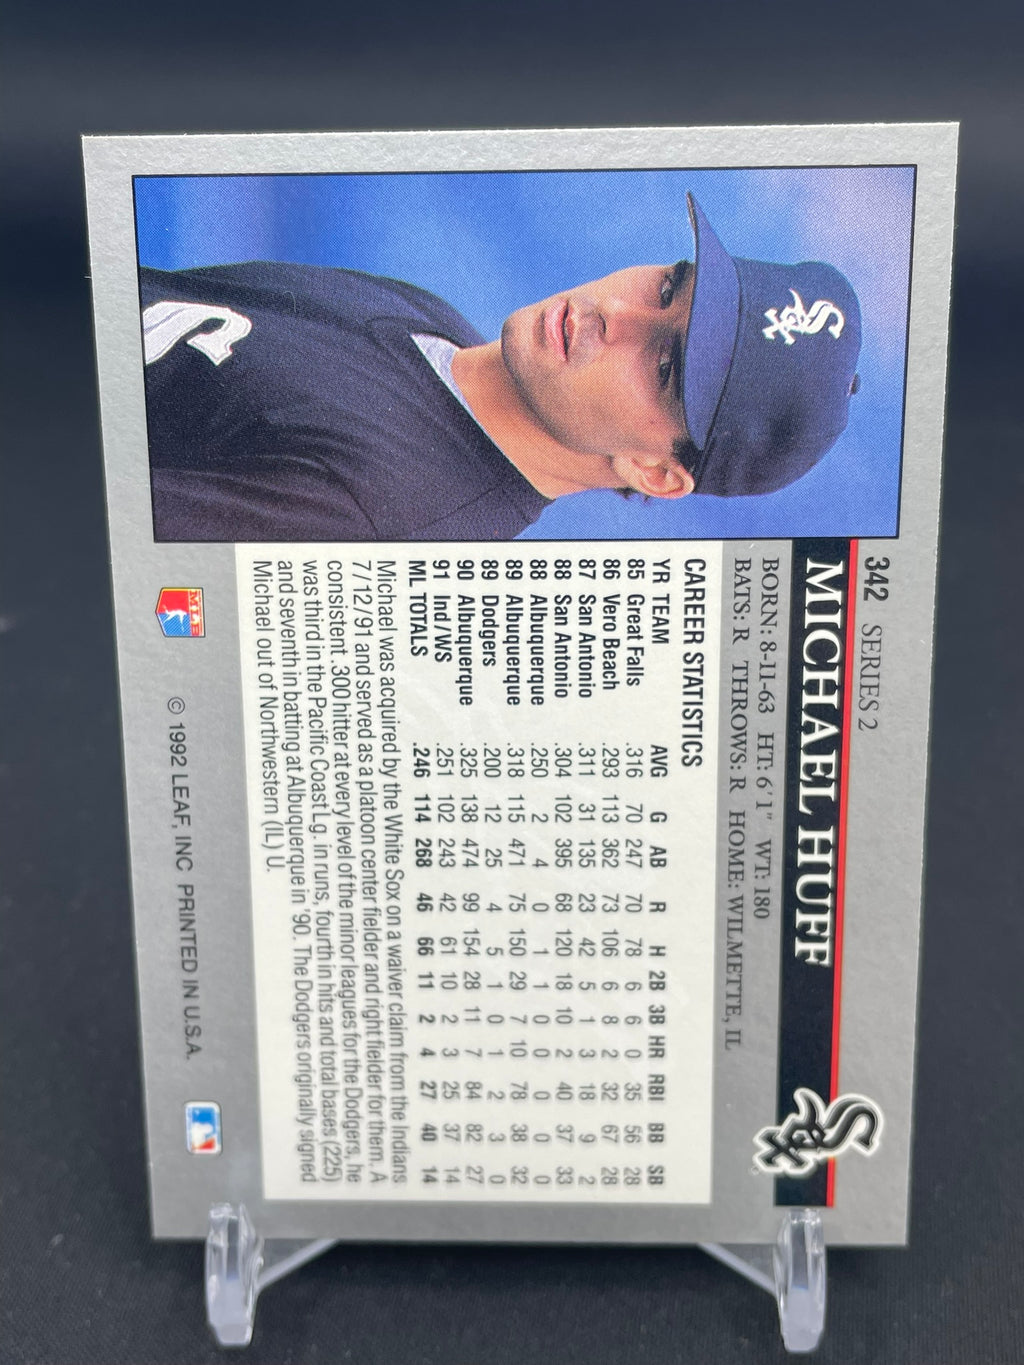 342 SERIES 2
MICHAEL HUFF
BORN: 8-11-63 HT: 6'1" WT: 180
BATS: R THROWS: R HOME: WILMETTE, IL
CAREER STATISTICS
YR TEAM AVG G AB R H 2B 3B HR RBI BB SB
85 Great Falls .316 70 247 70 78 6 6 0 35 56 28
86 Vero Beach .293 113 362 73 106 6 8 2 32 67 28
87 San Antonio .311 31 135 23 42 5 1 3 18 9 2
88 San Antonio .304 102 395 68 120 18 10 2 40 37 33
88 Albuquerque .250 2 4 0 1 1 0 0 0 0 0
89 Albuquerque .318 115 471 75 150 29 7 10 78 38 32
89 Dodgers .200 12 25 4 5 1 0 1 2 3 0
90 Albuquerque .325 138 474 99 154 28 11 7 84 82 27
91 Ind/WS .251 102 243 42 61 10 2 3 25 37 14
ML TOTALS .246 114 268 46 66 11 2 4 27 40 14
Michael was acquired by the White Sox on a waiver claim from the Indians
7/12/91 and served as a platoon center fielder and right fielder for them. A
consistent .300 hitter at every level of the minor leagues for the Dodgers, he
was third in the Pacific Coast Lg. in runs, fourth in hits and total bases (225)
and seventh in batting at Albuquerque in '90. The Dodgers originally signed
Michael out of Northwestern (IL) U.
© 1992 LEAF, INC PRINTED IN U.S.A.
Sox
Sox
S
MLB